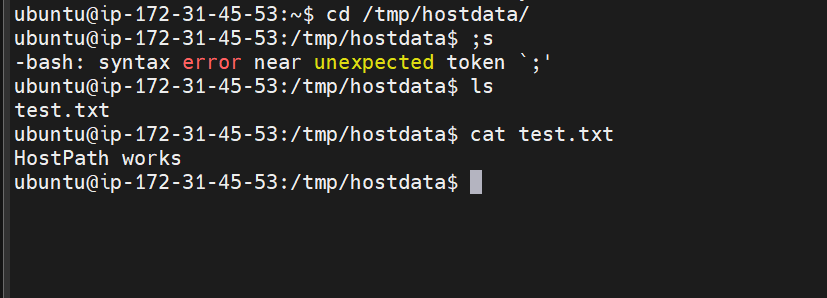 ubuntu@ip-172-31-45-53:~$ cd /tmp/hostdata/
ubuntu@ip-172-31-45-53:/tmp/hostdata$ ;s
-bash: syntax error near unexpected token `;'
ubuntu@ip-172-31-45-53:/tmp/hostdata$ ls
test.txt
ubuntu@ip-172-31-45-53:/tmp/hostdata$ cat test.txt
HostPath works
ubuntu@ip-172-31-45-53:/tmp/hostdata$